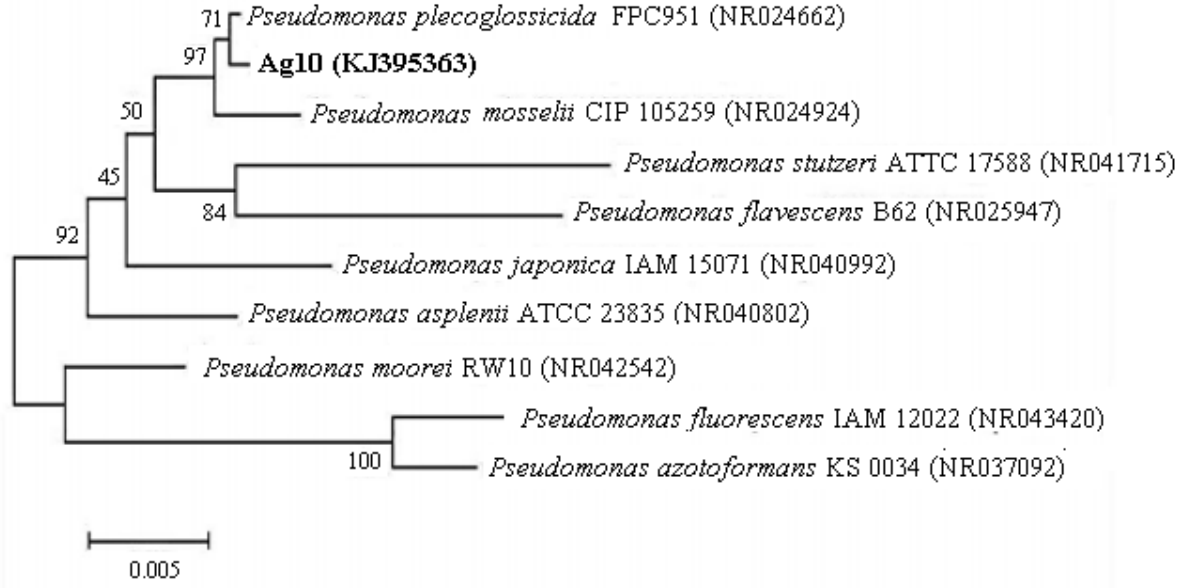 71 Pseudomonas plecoglossicida FPC951 (NR024662)
97 Ag10 (KJ395363)
50 Pseudomonas mosselii CIP 105259 (NR024924)
Pseudomonas stutzeri ATTC 17588 (NR041715)
45
84 Pseudomonas flavescens B62 (NR025947)
92
Pseudomonas japonica IAM 15071 (NR040992)
Pseudomonas asplenii ATCC 23835 (NR040802)
Pseudomonas moorei RW10 (NR042542)
Pseudomonas fluorescens IAM 12022 (NR043420)
100 Pseudomonas azotoformans KS 0034 (NR037092)
0.005